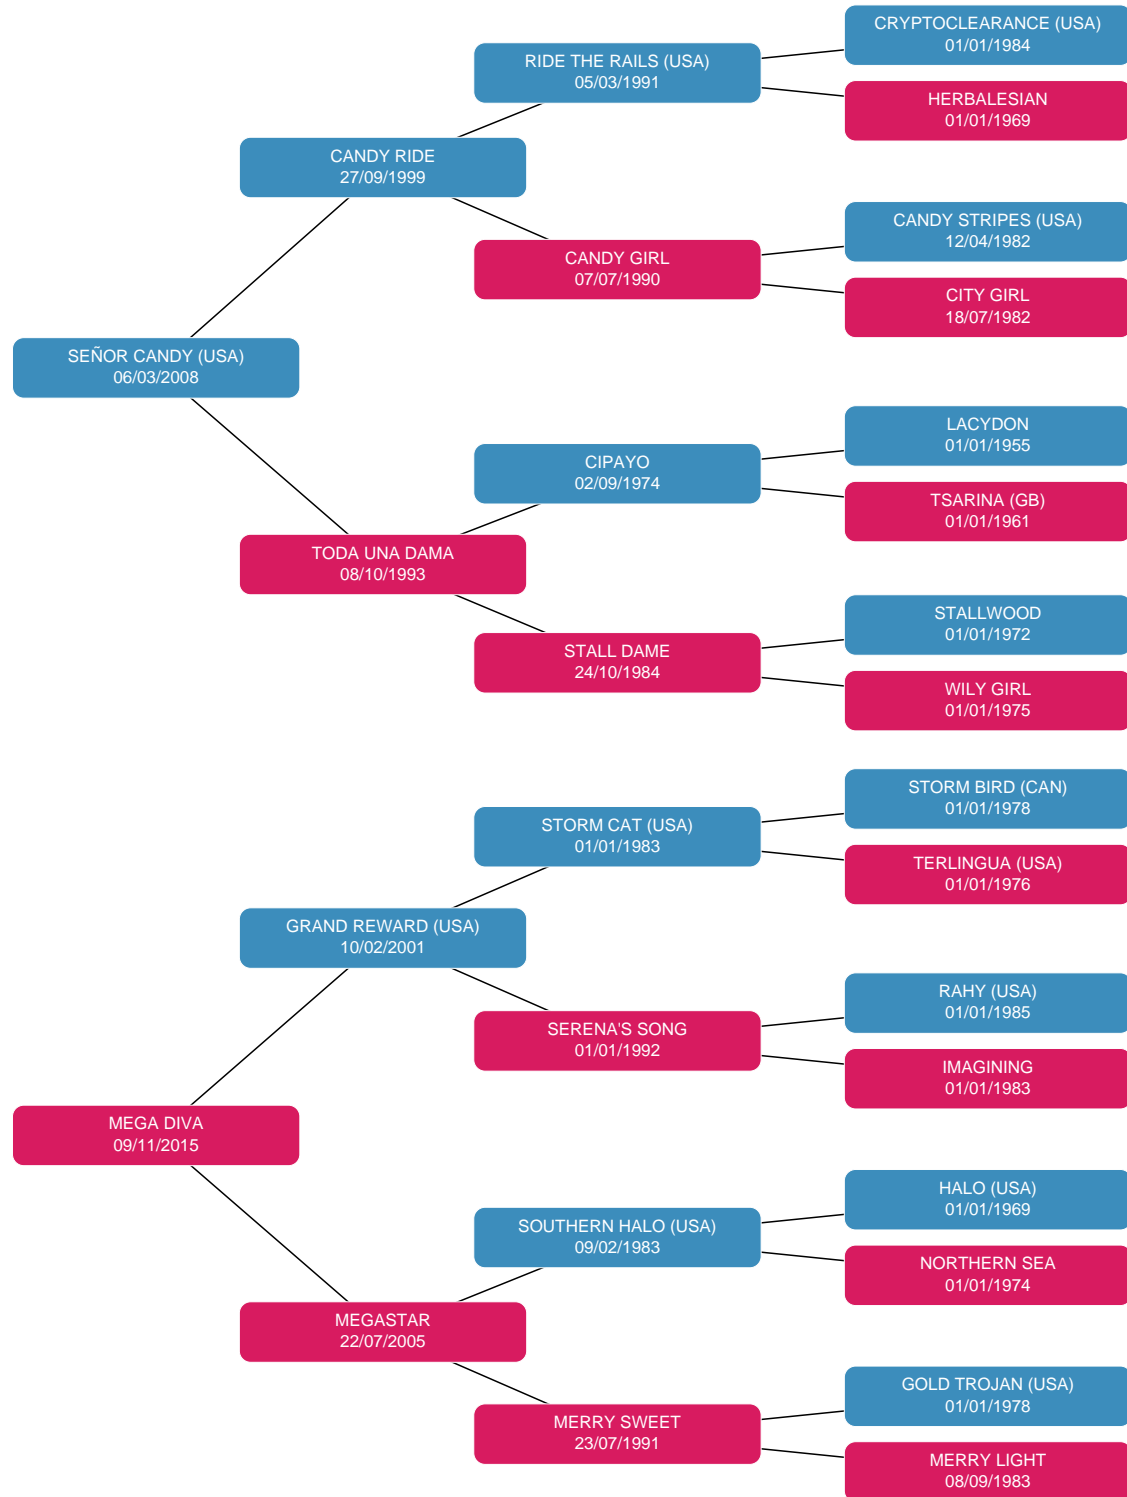 CRYPTOCLEARANCE (USA)
01/01/1984
RIDE THE RAILS (USA)
05/03/1991
HERBALESIAN
01/01/1969
CANDY RIDE
27/09/1999
CANDY STRIPES (USA)
12/04/1982
CANDY GIRL
07/07/1990
CITY GIRL
18/07/1982
SEÑOR CANDY (USA)
06/03/2008
LACYDON
01/01/1955
CIPAYO
02/09/1974
TSARINA (GB)
01/01/1961
TODA UNA DAMA
08/10/1993
STALLWOOD
01/01/1972
STALL DAME
24/10/1984
WILY GIRL
01/01/1975
STORM BIRD (CAN)
01/01/1978
STORM CAT (USA)
01/01/1983
TERLINGUA (USA)
01/01/1976
GRAND REWARD (USA)
10/02/2001
RAHY (USA)
01/01/1985
SERENA'S SONG
01/01/1992
IMAGINING
01/01/1983
MEGA DIVA
09/11/2015
HALO (USA)
01/01/1969
SOUTHERN HALO (USA)
09/02/1983
NORTHERN SEA
01/01/1974
MEGASTAR
22/07/2005
GOLD TROJAN (USA)
01/01/1978
MERRY SWEET
23/07/1991
MERRY LIGHT
08/09/1983